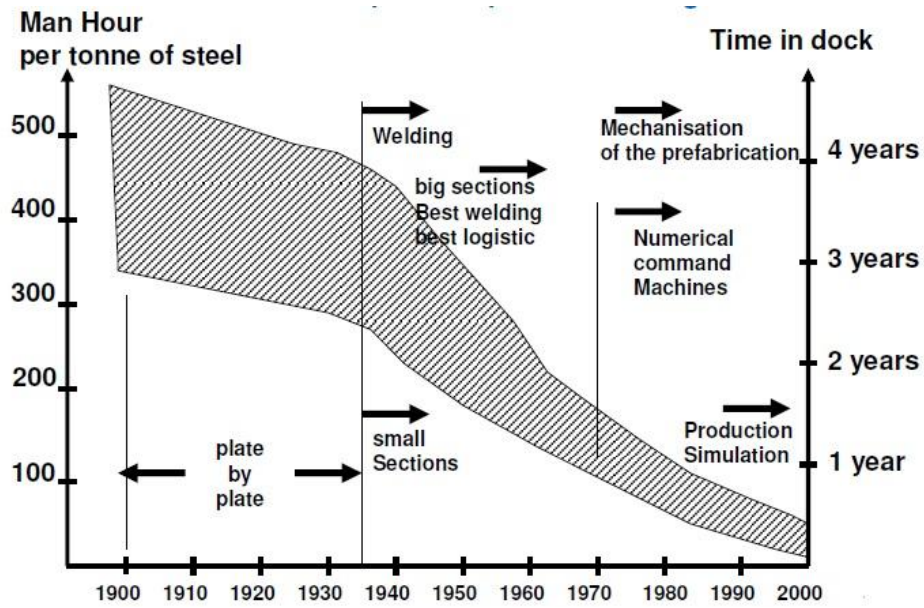 Man Hour
per tonne of steel
Time in dock
500
400
300
200
100
4 years
3 years
2 years
1 year
Welding
big sections
Best welding
best logistic
Mechanisation
of the prefabrication
Numerical
command
Machines
small
Sections
Production
Simulation
plate
by
plate
1900 1910 1920 1930 1940 1950 1960 1970 1980 1990 2000